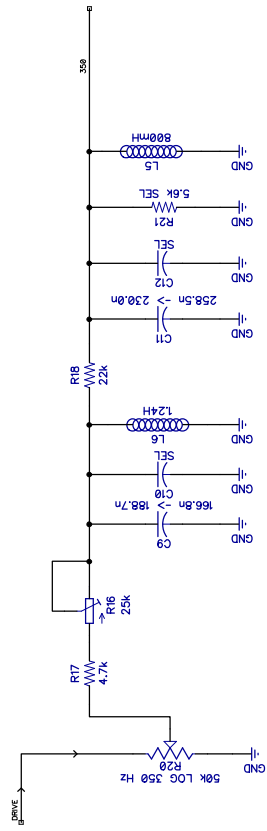 350
800mH
L5
GND
5.6k SEL
R21
GND
SEL
C12
GND
258.5n -> 230.0n
C11
GND
R18
22k
1.24H
L6
GND
SEL
C10
GND
166.8n -> 188.7n
C9
GND
R16
25k
R17
4.7k
R20
50k LOG 350 Hz
GND
DRIVE